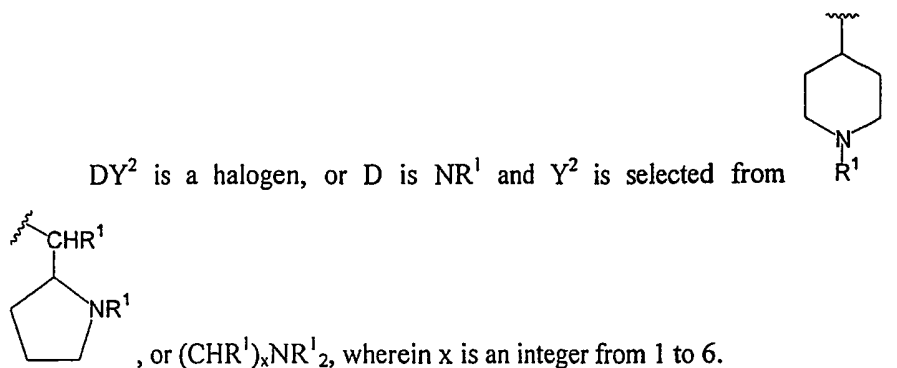 DY² is a halogen, or D is NR¹ and Y² is selected from
N
R¹
CHR¹
NR¹
, or (CHR¹)ₓNR¹₂, wherein x is an integer from 1 to 6.